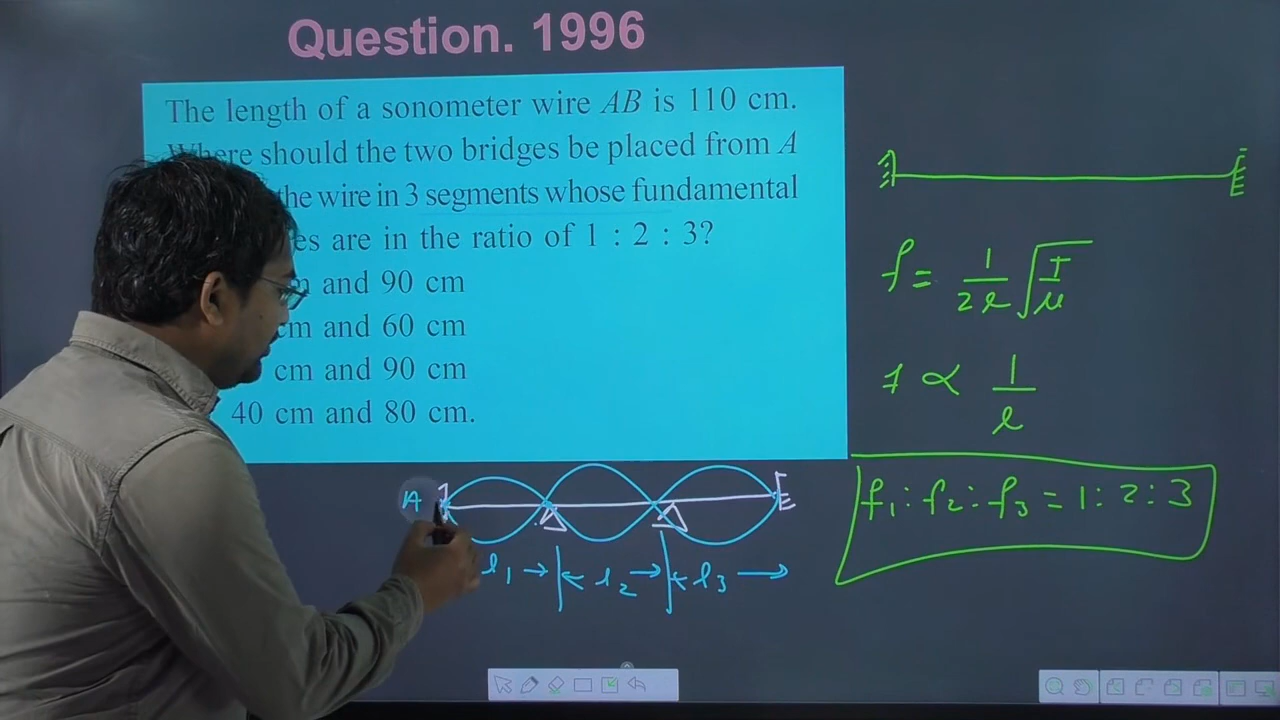 Question. 1996
The length of a sonometer wire AB is 110 cm.
Where should the two bridges be placed from A
the wire in 3 segments whose fundamental
es are in the ratio of 1 : 2 : 3?
and 90 cm
cm and 60 cm
cm and 90 cm
40 cm and 80 cm.
f = 1/2l √T/μ
f ∝ 1/l
f1 : f2 : f3 = 1 : 2 : 3
A
l1 l2 l3